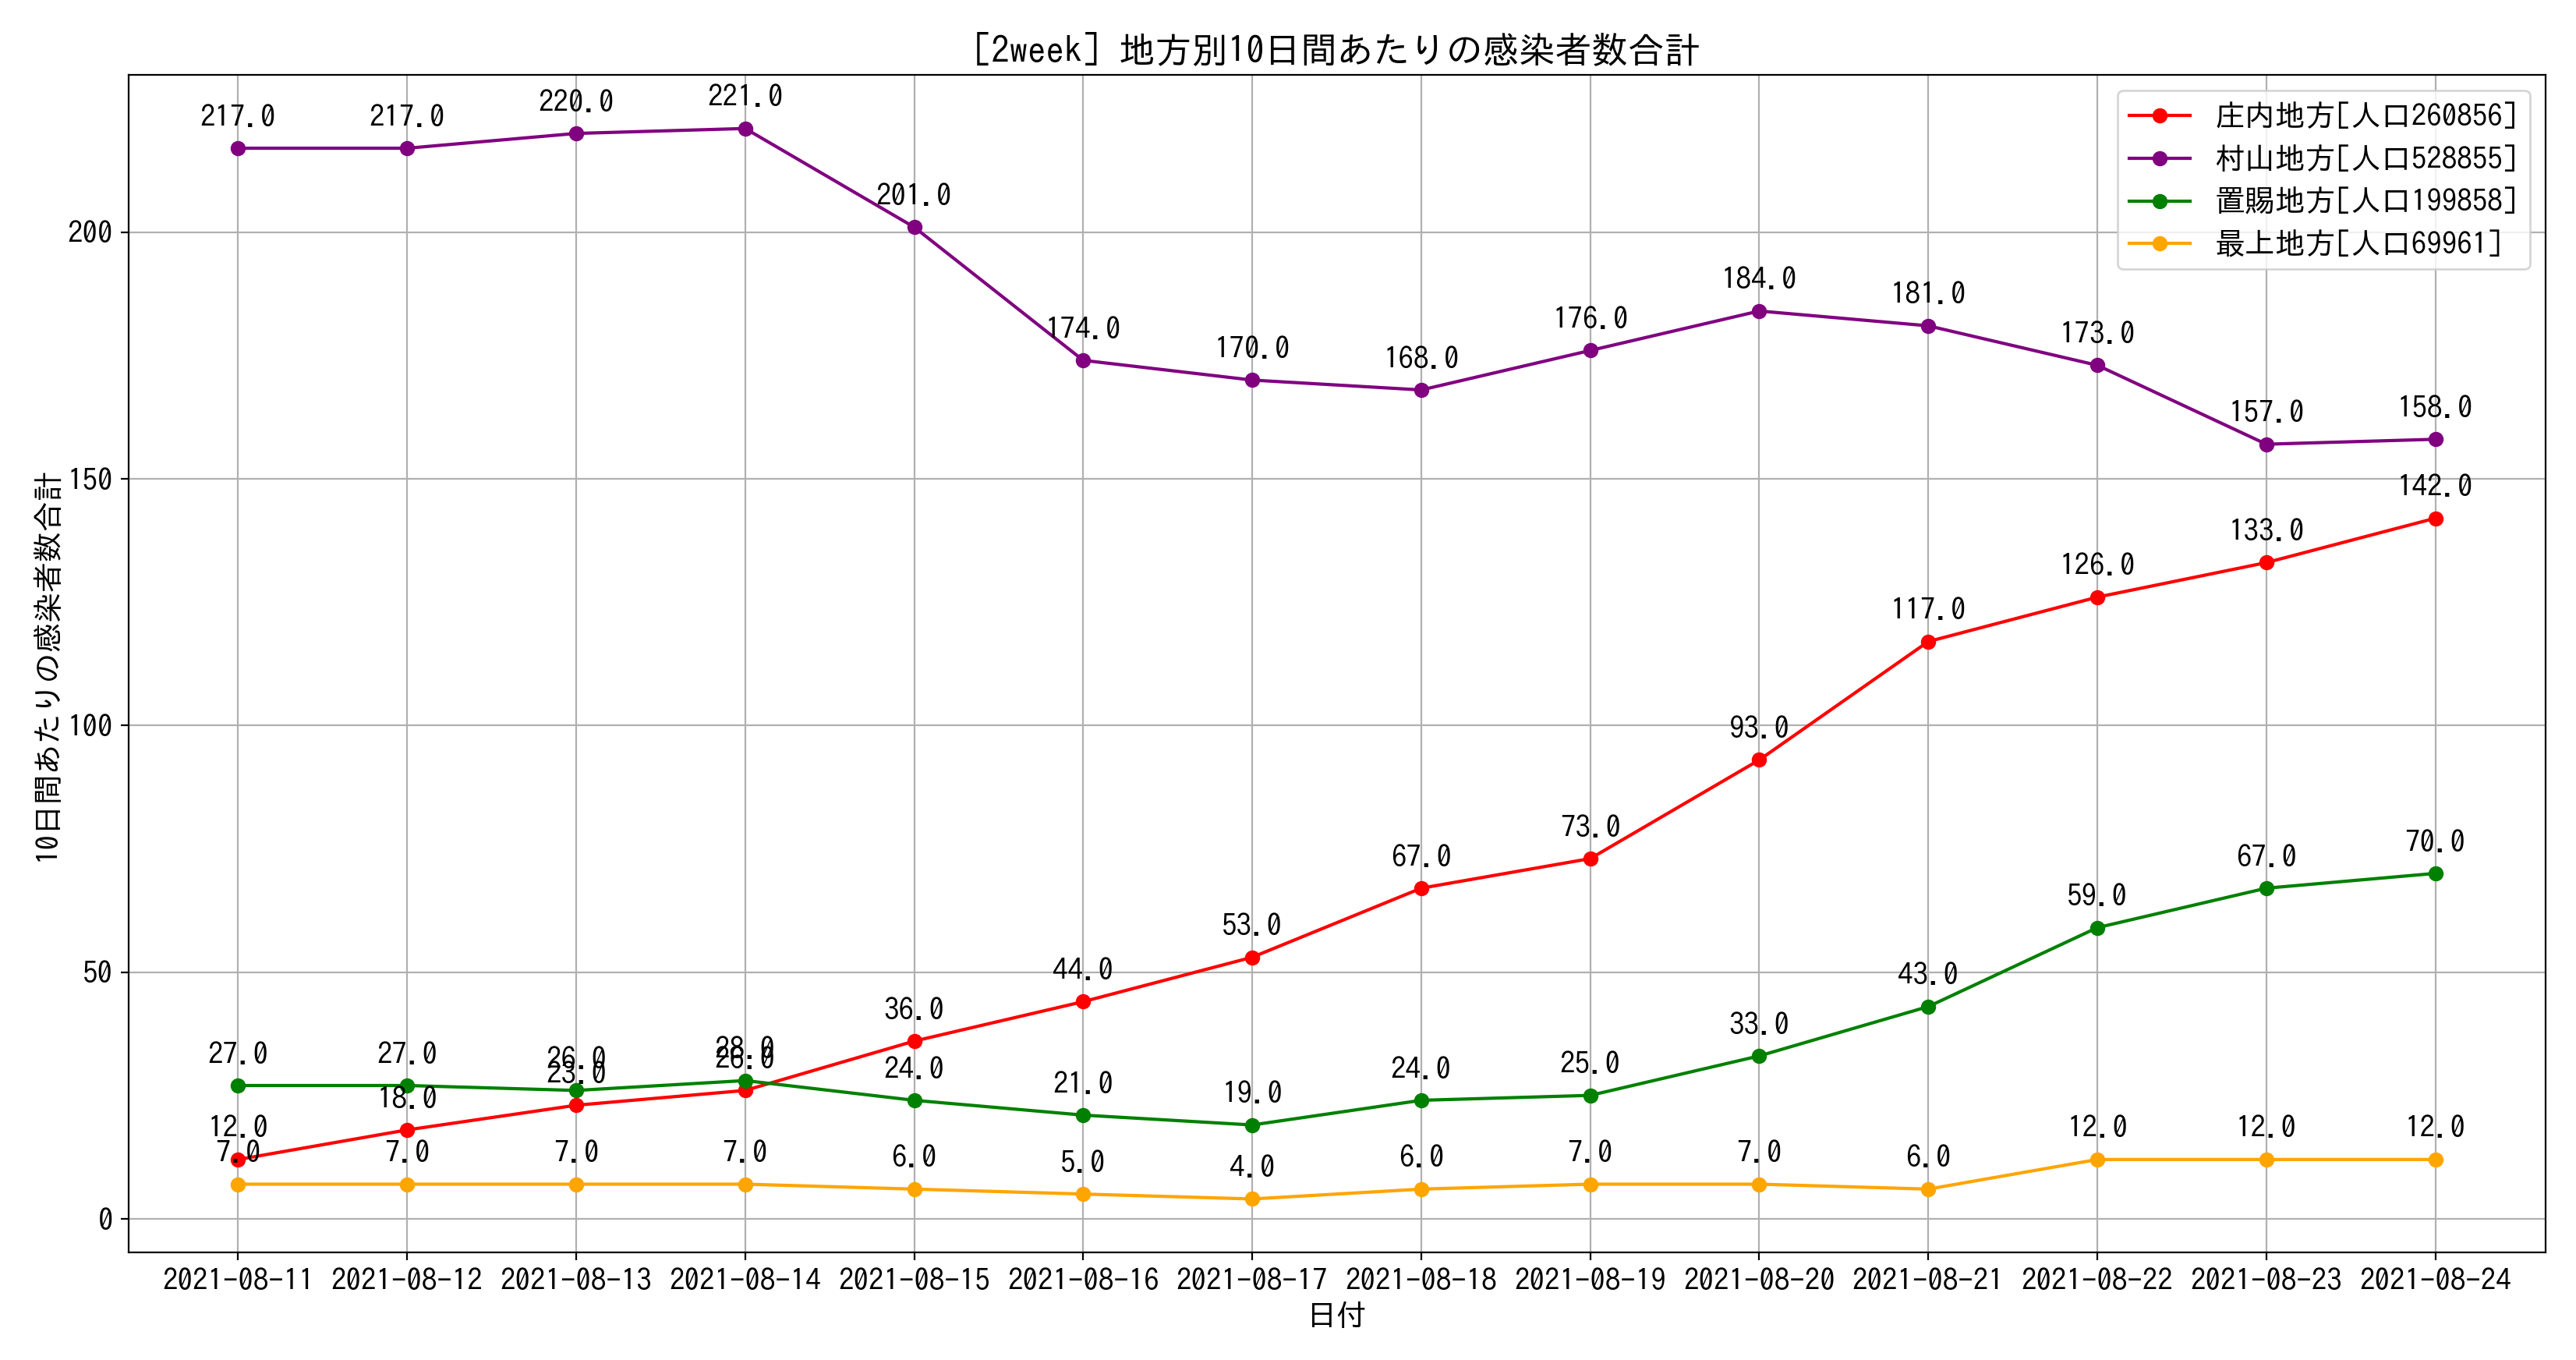 [2week] 地方別10日間あたりの感染者数合計
庄内地方[人口260856]
村山地方[人口528855]
置賜地方[人口199858]
最上地方[人口69961]
10日間あたりの感染者数合計
200
150
100
50
0
217.0 217.0 220.0 221.0 201.0 174.0 170.0 168.0 176.0 184.0 181.0 173.0 157.0 158.0
12.0 18.0 23.0 26.0 36.0 44.0 53.0 67.0 73.0 93.0 117.0 126.0 133.0 142.0
27.0 27.0 26.0 28.0 24.0 21.0 19.0 24.0 25.0 33.0 43.0 59.0 67.0 70.0
7.0 7.0 7.0 7.0 6.0 5.0 4.0 6.0 7.0 7.0 6.0 12.0 12.0 12.0
2021-08-11 2021-08-12 2021-08-13 2021-08-14 2021-08-15 2021-08-16 2021-08-17 2021-08-18 2021-08-19 2021-08-20 2021-08-21 2021-08-22 2021-08-23 2021-08-24
日付